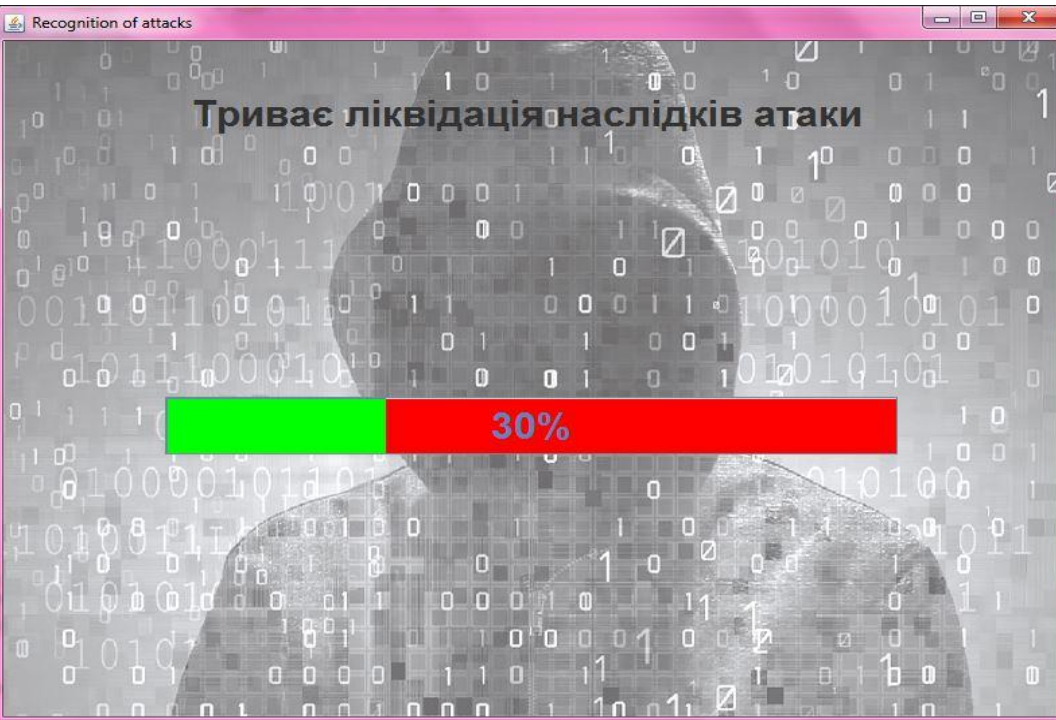 Recognition of attacks
Триває ліквідація наслідків атаки
30%